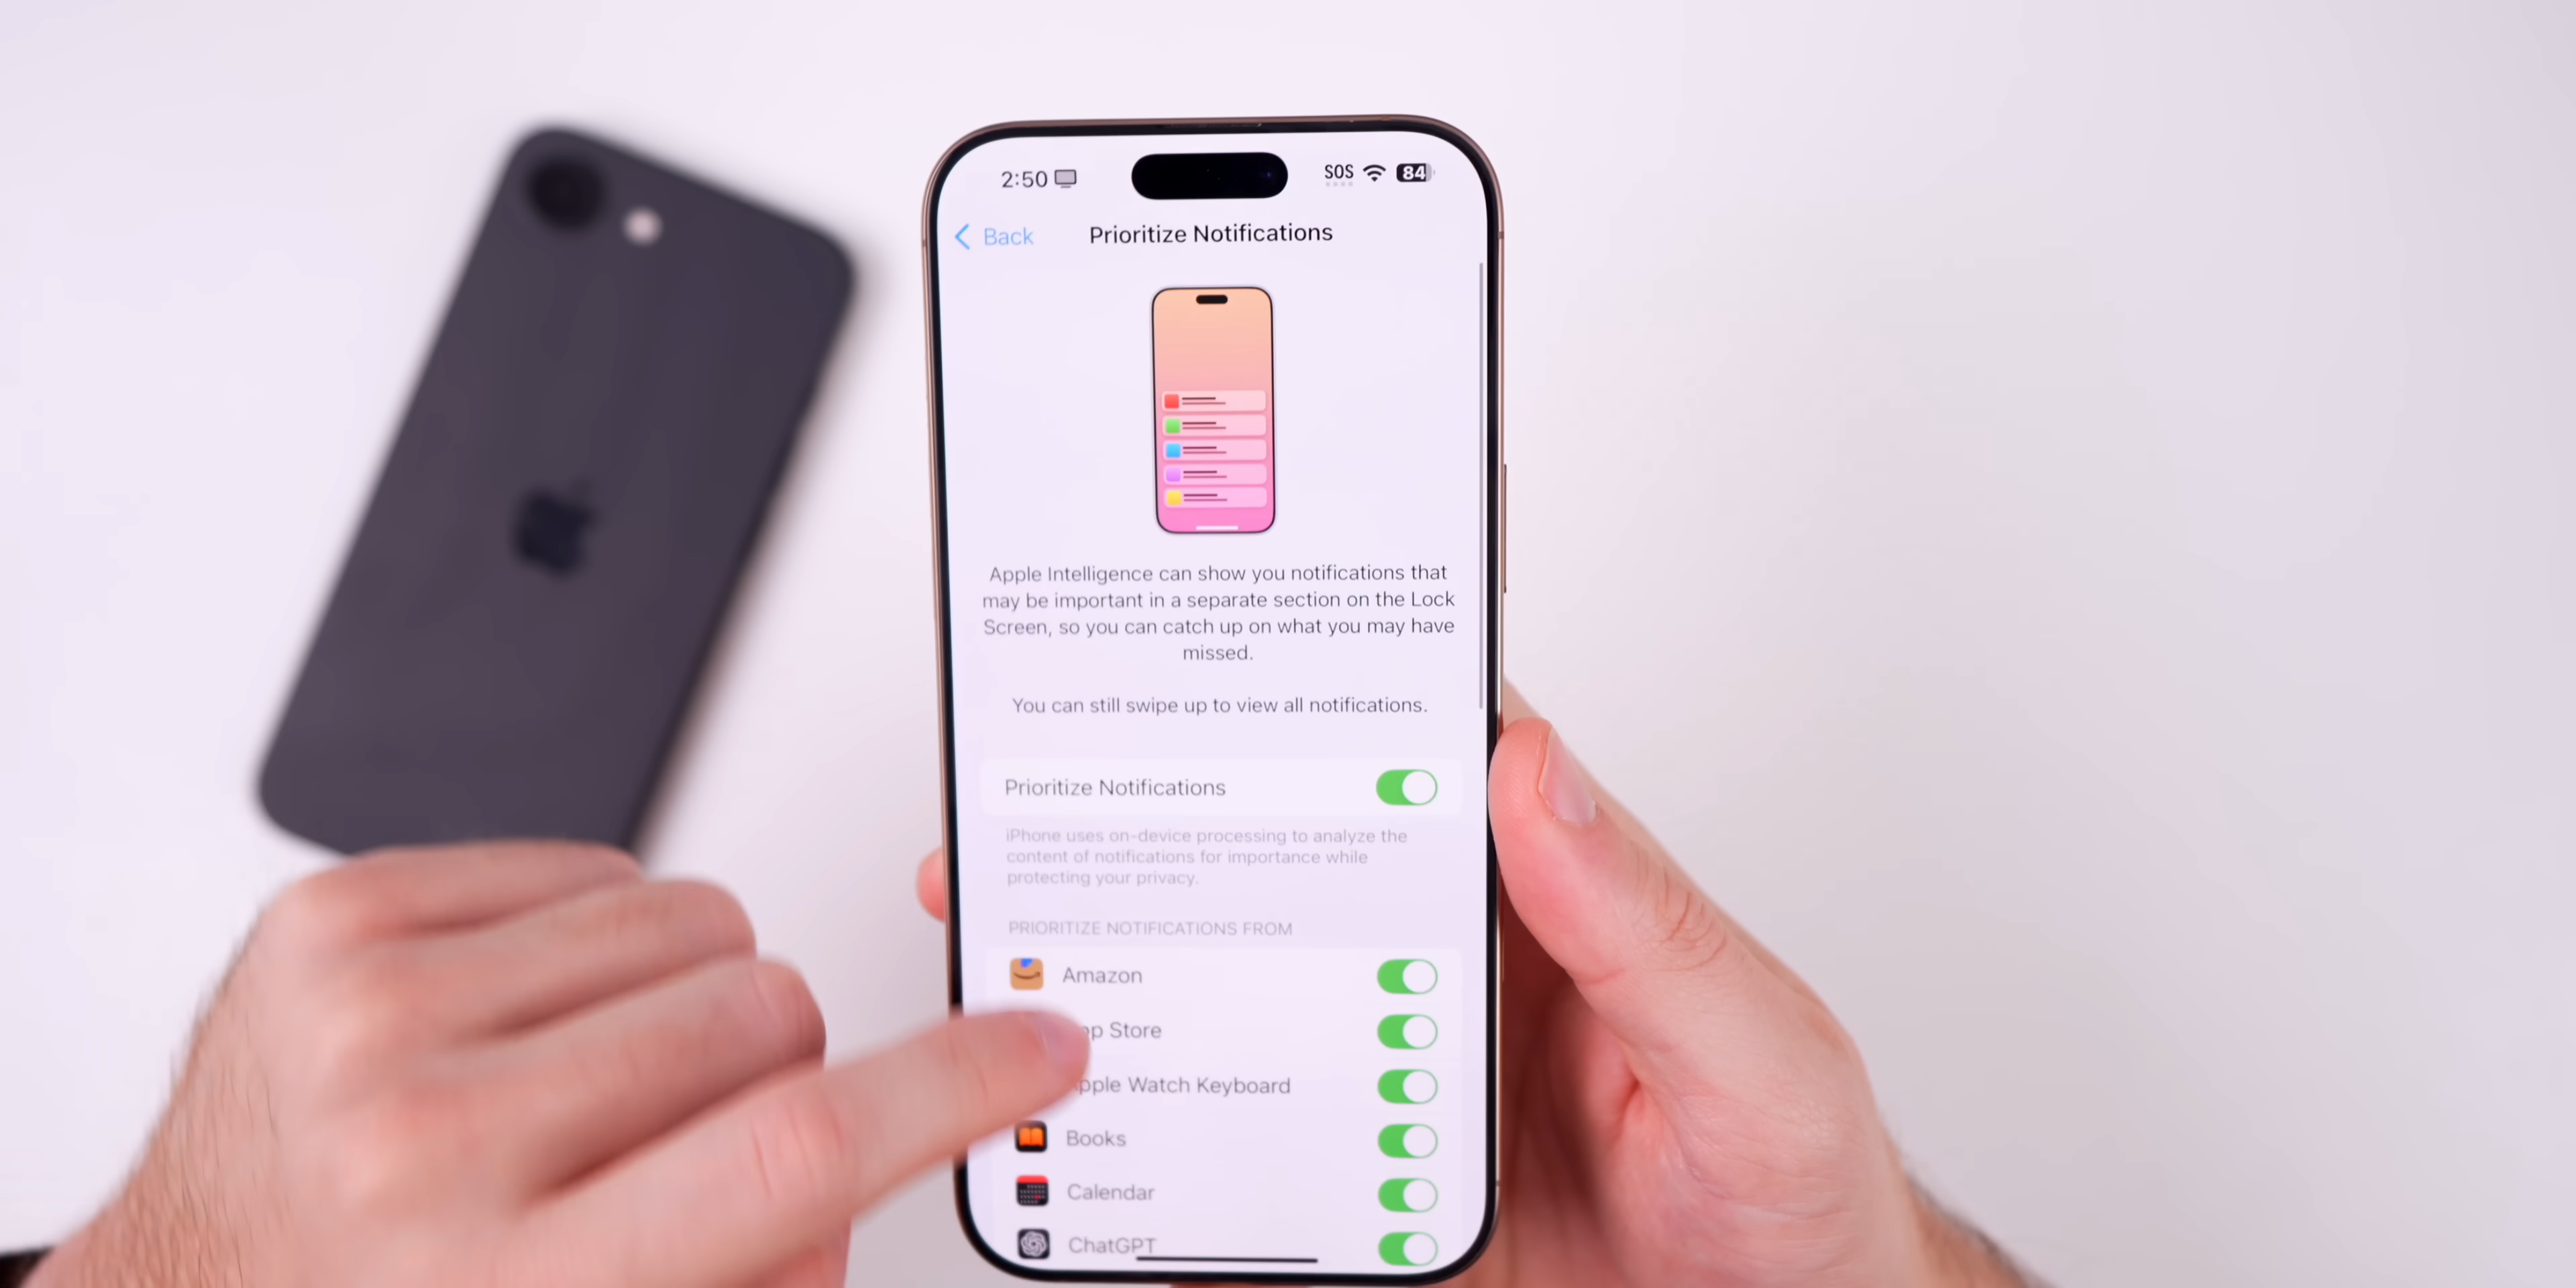 2:50
SOS
84
Back
Prioritize Notifications
Apple Intelligence can show you notifications that
may be important in a separate section on the Lock
Screen, so you can catch up on what you may have
missed.
You can still swipe up to view all notifications.
Prioritize Notifications
iPhone uses on-device processing to analyze the
content of notifications for importance while
protecting your privacy.
PRIORITIZE NOTIFICATIONS FROM
Amazon
pp Store
pple Watch Keyboard
Books
Calendar
ChatGPT